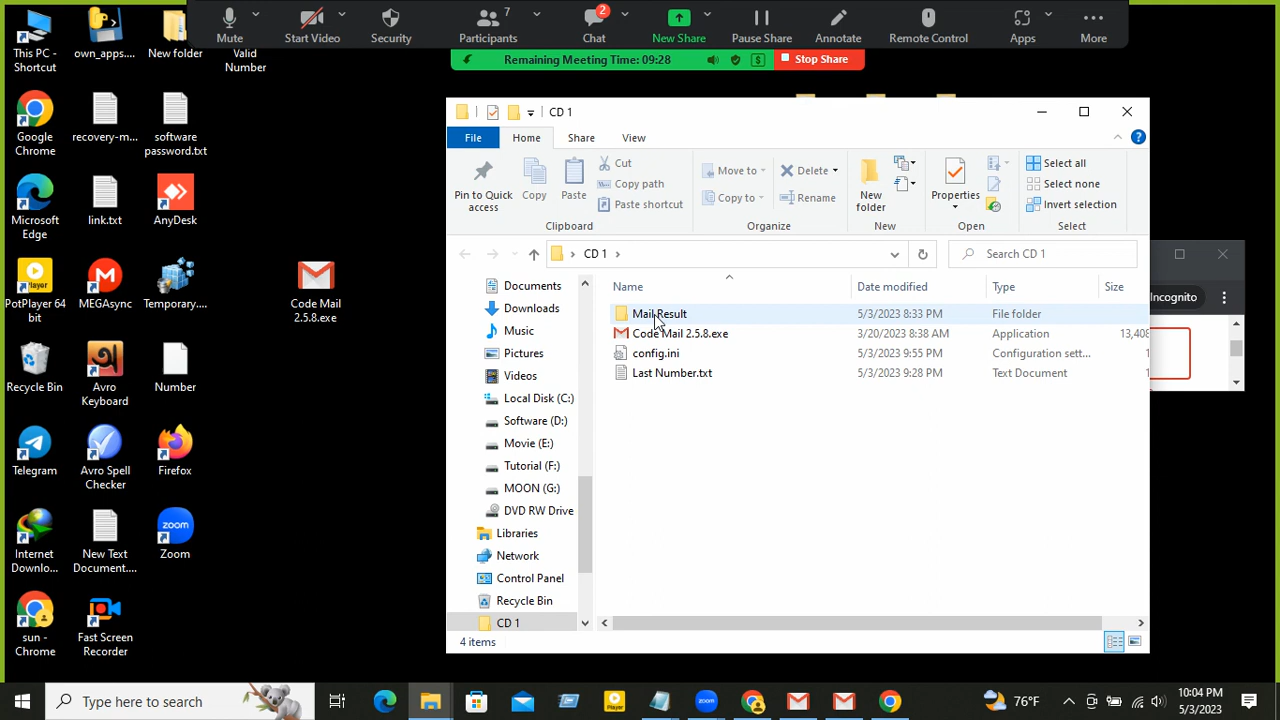 Mute
Start Video
Security
7
Participants
2
Chat
New Share
Pause Share
Annotate
Remote Control
Apps
More
Remaining Meeting Time: 09:28
Stop Share
This PC -
Shortcut
own_apps....
New folder
Valid
Number
Google
Chrome
recovery-m...
software
password.txt
Microsoft
Edge
link.txt
AnyDesk
PotPlayer 64
bit
MEGAsync
Temporary....
Code Mail
2.5.8.exe
Recycle Bin
Avro
Keyboard
Number
Telegram
Avro Spell
Checker
Firefox
Internet
Downlo...
New Text
Document....
Zoom
sun -
Chrome
Fast Screen
Recorder
CD 1
File
Home
Share
View
Pin to Quick
access
Copy
Paste
Cut
Copy path
Paste shortcut
Clipboard
Move to
Copy to
Delete
Rename
Organize
New
folder
New
Properties
Open
Select all
Select none
Invert selection
Select
CD 1
Search CD 1
Documents
Downloads
Music
Pictures
Videos
Local Disk (C:)
Software (D:)
Movie (E:)
Tutorial (F:)
MOON (G:)
DVD RW Drive
Libraries
Network
Control Panel
Recycle Bin
CD 1
Name Date modified Type Size
Mail Result 5/3/2023 8:33 PM File folder
Code Mail 2.5.8.exe 3/20/2023 8:38 AM Application 13,408
config.ini 5/3/2023 9:55 PM Configuration sett... 1
Last Number.txt 5/3/2023 9:28 PM Text Document 1
4 items
Incognito
Type here to search
Player
76°F
10:04 PM
5/3/2023